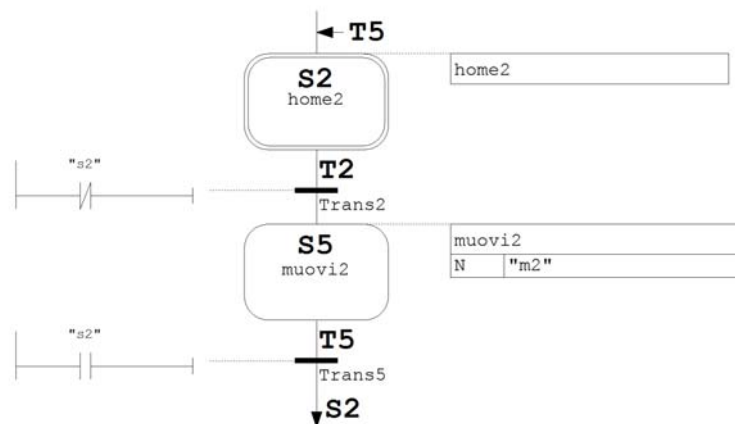 T5
S2
home2
home2
"s2"
T2
Trans2
S5
muovi2
muovi2
N "m2"
"s2"
T5
Trans5
S2